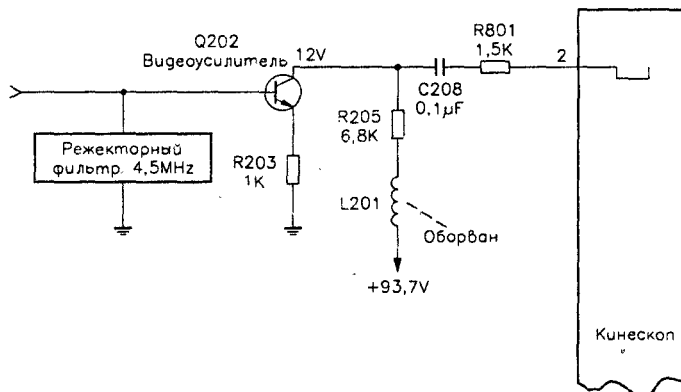 Q202
Видеоусилитель
12V
R801
1,5K
2
C208
0,1µF
R205
6,8K
Режекторный
фильтр. 4,5MHz
R203
1K
L201
Оборван
+93,7V
Кинескоп